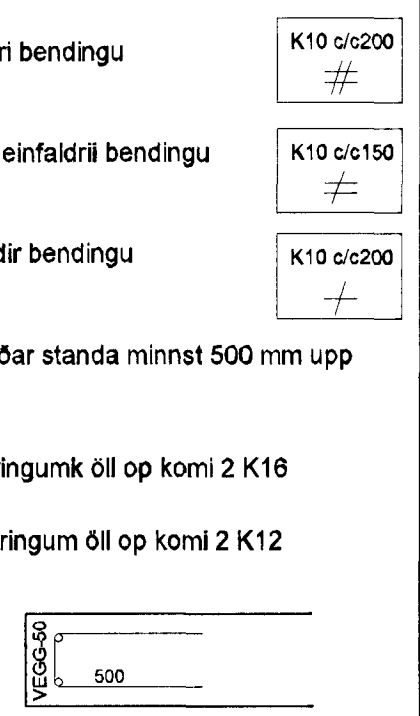 ri bendingu
K10 c/c200
einfaldrii bendingu
K10 c/c150
dir bendingu
K10 c/c200
ðar standa minnst 500 mm upp
ringumk öll op komi 2 K16
ringum öll op komi 2 K12
VEGG-50
500